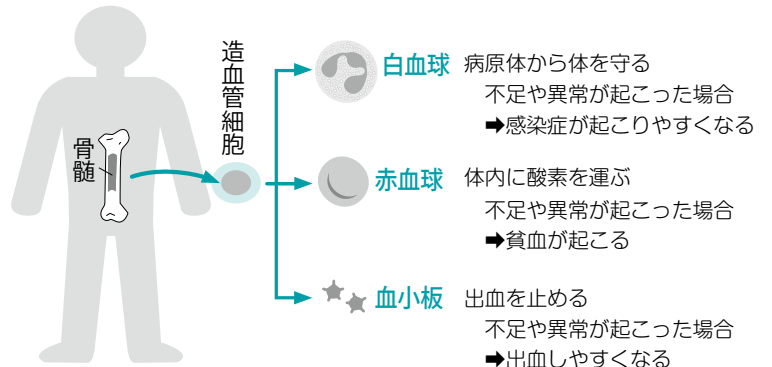 骨髄
造血管細胞
白血球
病原体から体を守る
不足や異常が起こった場合
➡感染症が起こりやすくなる
赤血球
体内に酸素を運ぶ
不足や異常が起こった場合
➡貧血が起こる
血小板
出血を止める
不足や異常が起こった場合
➡出血しやすくなる